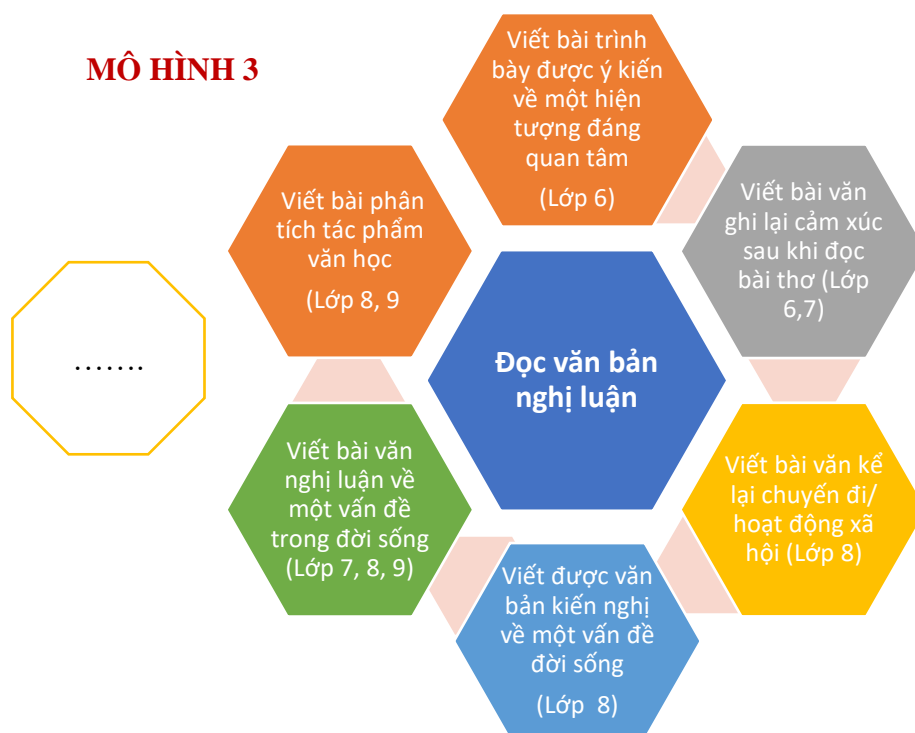 MÔ HÌNH 3
Viết bài trình
bày được ý kiến
về một hiện
tượng đáng
quan tâm
(Lớp 6)
Viết bài văn
ghi lại cảm xúc
sau khi đọc
bài thơ (Lớp
6,7)
Viết bài văn kể
lại chuyến đi/
hoạt động xã
hội (Lớp 8)
Viết được văn
bản kiến nghị
về một vấn đề
đời sống
(Lớp  8)
Viết bài văn
nghị luận về
một vấn đề
trong đời sống
(Lớp 7, 8, 9)
Viết bài phân
tích tác phẩm
văn học
(Lớp 8, 9
Đọc văn bản
nghị luận
.......